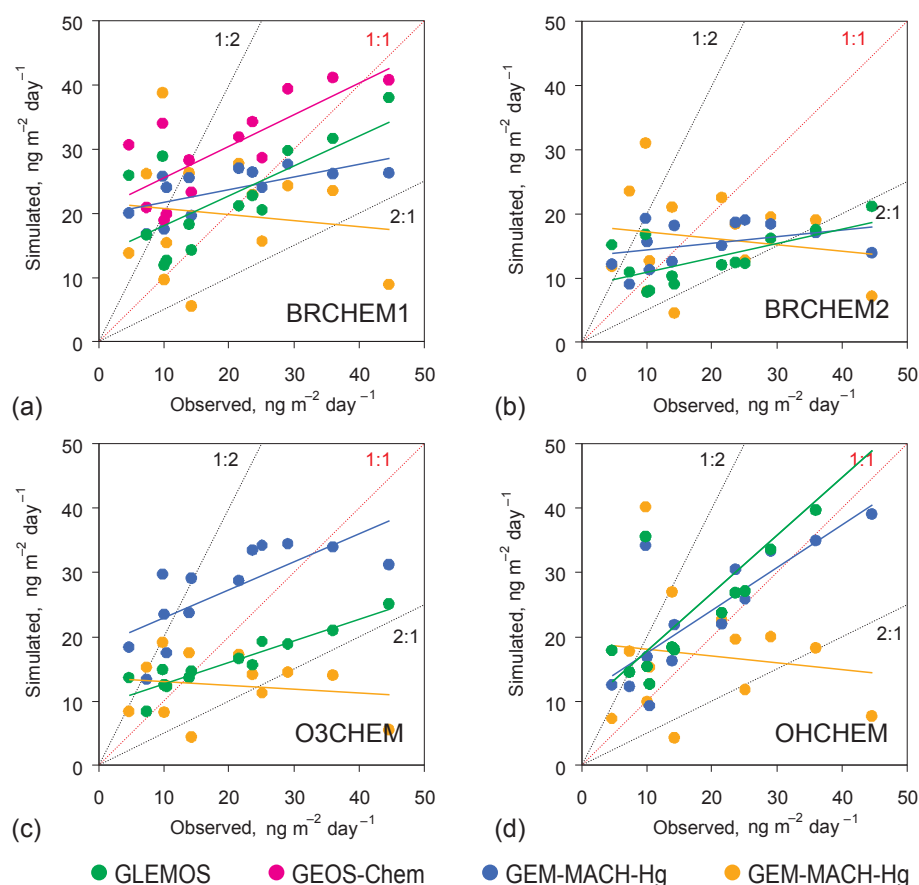 50
40
30
20
10
0
Simulated, ng m⁻² day⁻¹
1:2
1:1
2:1
BRCHEM1
0 10 20 30 40 50
(a)
Observed, ng m⁻² day⁻¹
50
40
30
20
10
0
Simulated, ng m⁻² day⁻¹
1:2
1:1
2:1
BRCHEM2
0 10 20 30 40 50
(b)
Observed, ng m⁻² day⁻¹
50
40
30
20
10
0
Simulated, ng m⁻² day⁻¹
1:2
1:1
2:1
O3CHEM
0 10 20 30 40 50
(c)
Observed, ng m⁻² day⁻¹
50
40
30
20
10
0
Simulated, ng m⁻² day⁻¹
1:2
1:1
2:1
OHCHEM
0 10 20 30 40 50
(d)
Observed, ng m⁻² day⁻¹
GLEMOS GEOS-Chem GEM-MACH-Hg GEM-MACH-Hg